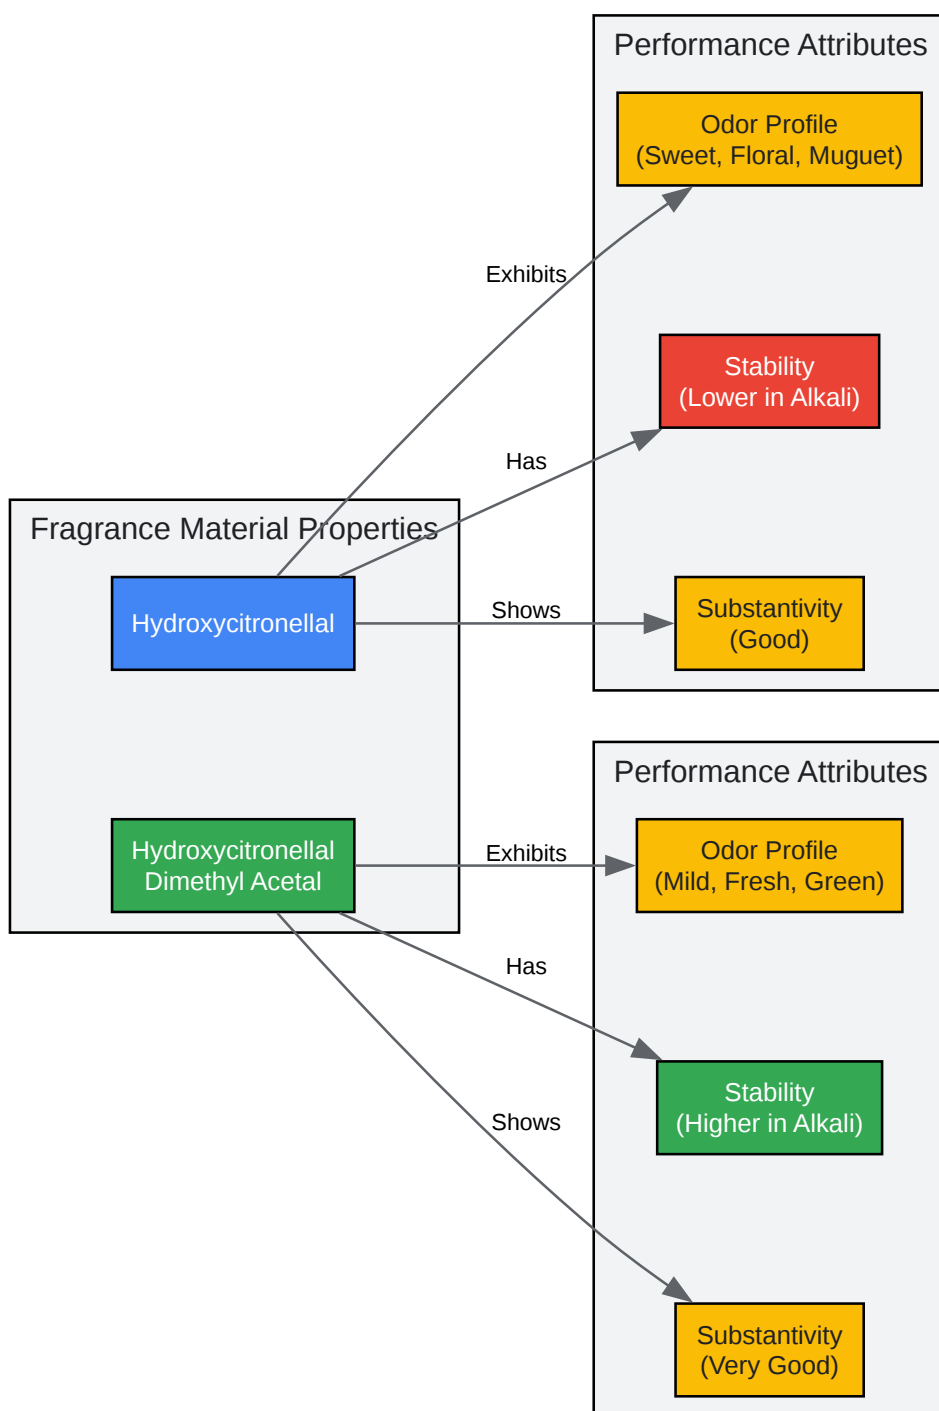 Performance Attributes
Odor Profile
(Sweet, Floral, Muguet)
Exhibits
Stability
(Lower in Alkali)
Has
Fragrance Material Properties
Hydroxycitronellal
Shows
Substantivity
(Good)
Performance Attributes
Hydroxycitronellal
Dimethyl Acetal
Exhibits
Odor Profile
(Mild, Fresh, Green)
Has
Stability
(Higher in Alkali)
Shows
Substantivity
(Very Good)